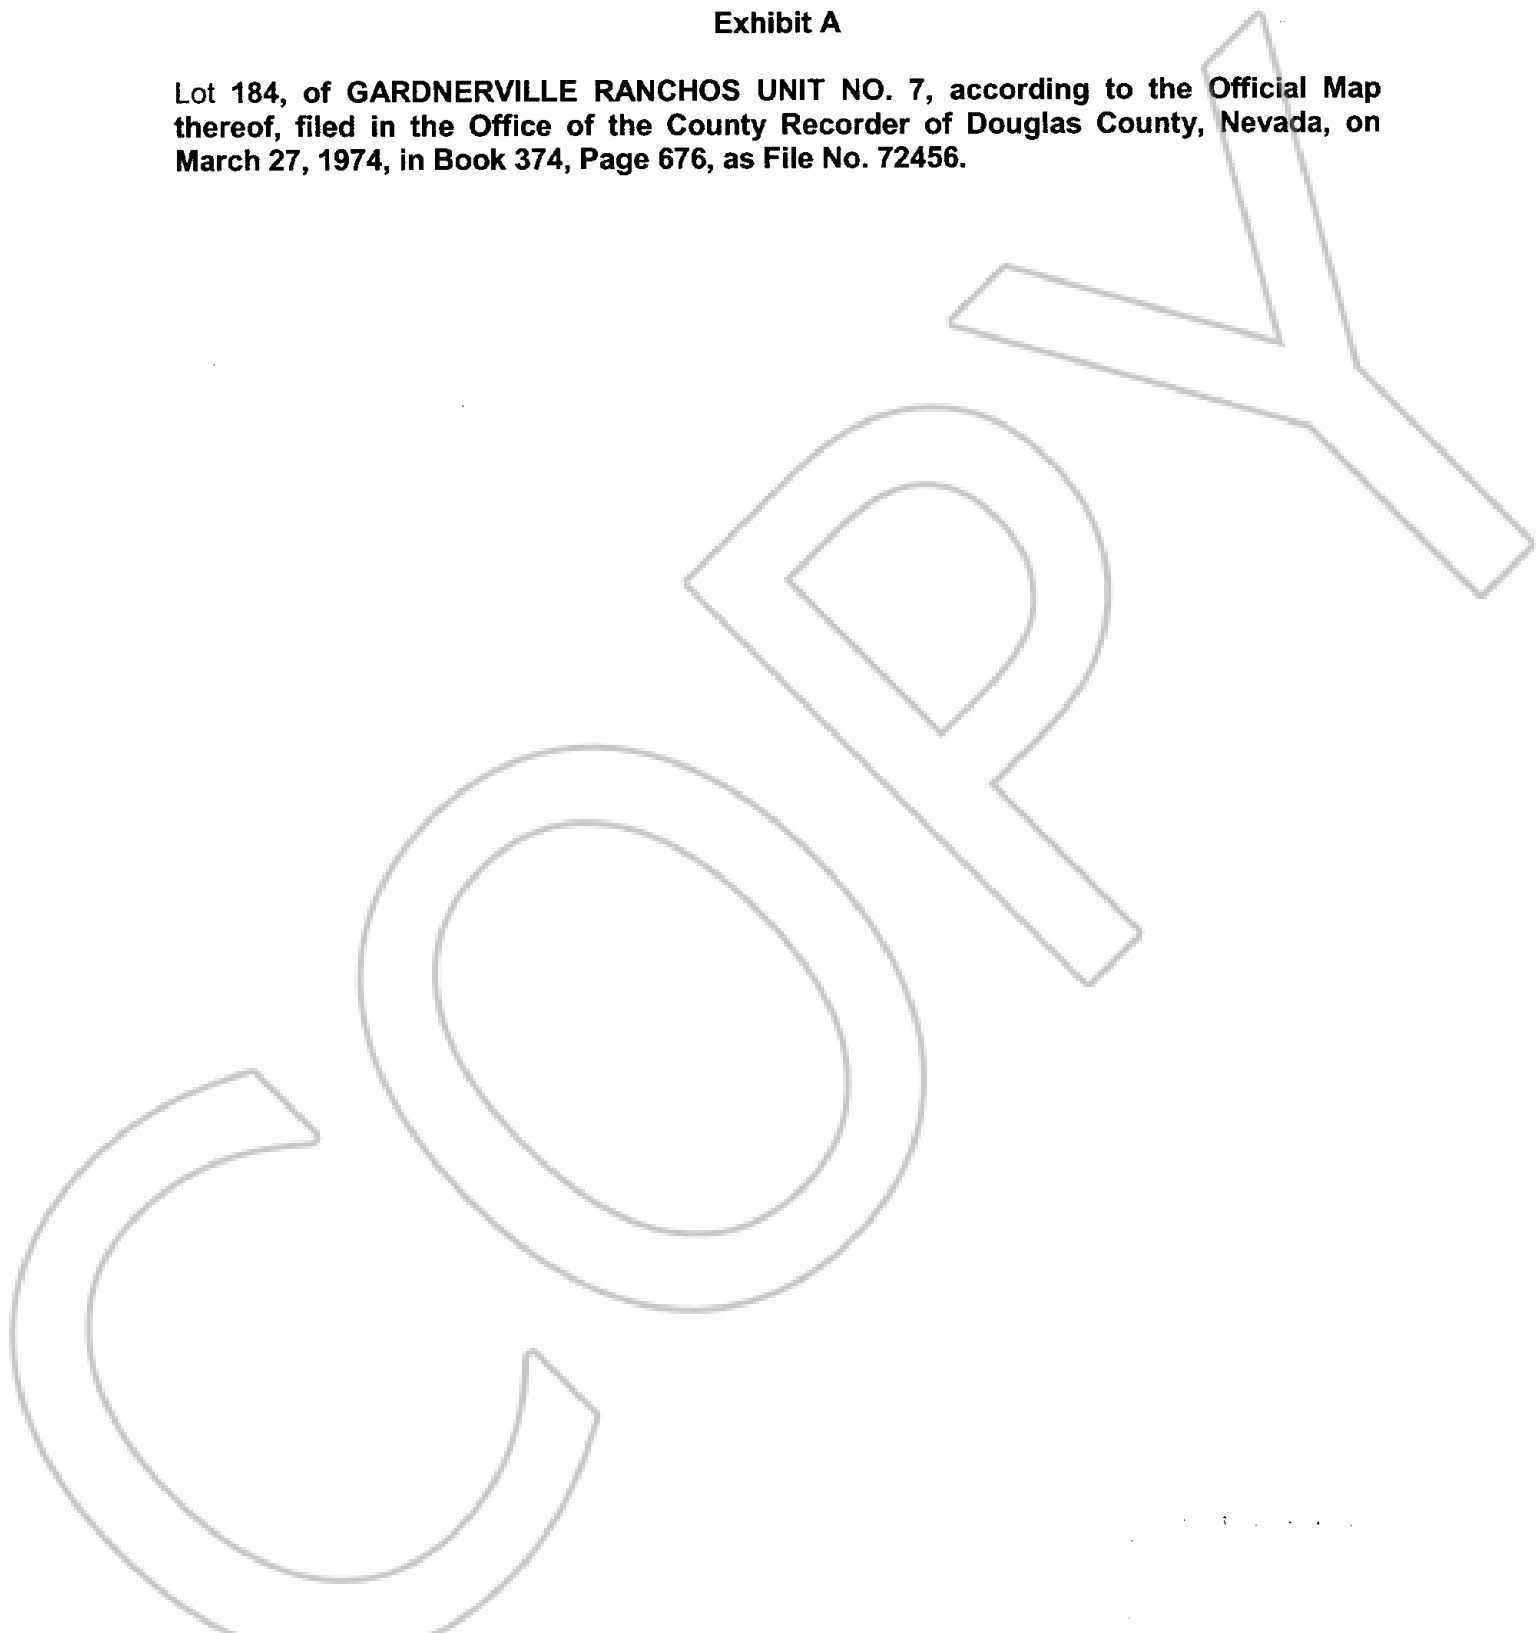 Exhibit A
Lot 184, of GARDNERVILLE RANCHOS UNIT NO. 7, according to the Official Map
thereof, filed in the Office of the County Recorder of Douglas County, Nevada, on
March 27, 1974, in Book 374, Page 676, as File No. 72456.
COPY